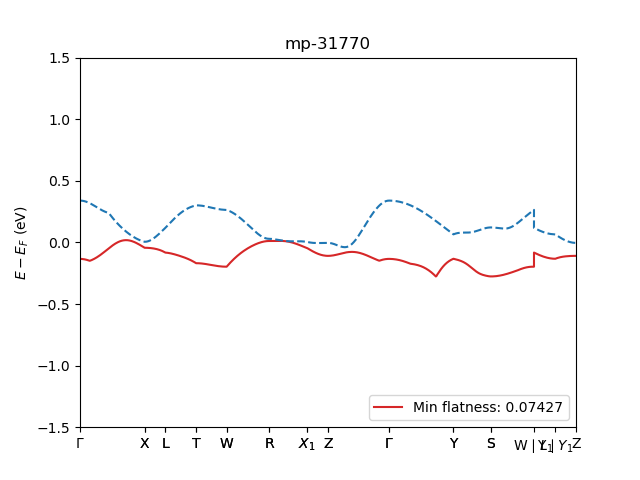 mp-31770
1.5
1.0
0.5
0.0
−0.5
−1.0
−1.5
E − E_F (eV)
Min flatness: 0.07427
Γ X L T W R X₁ Z Γ Y S W | Y₁ Z